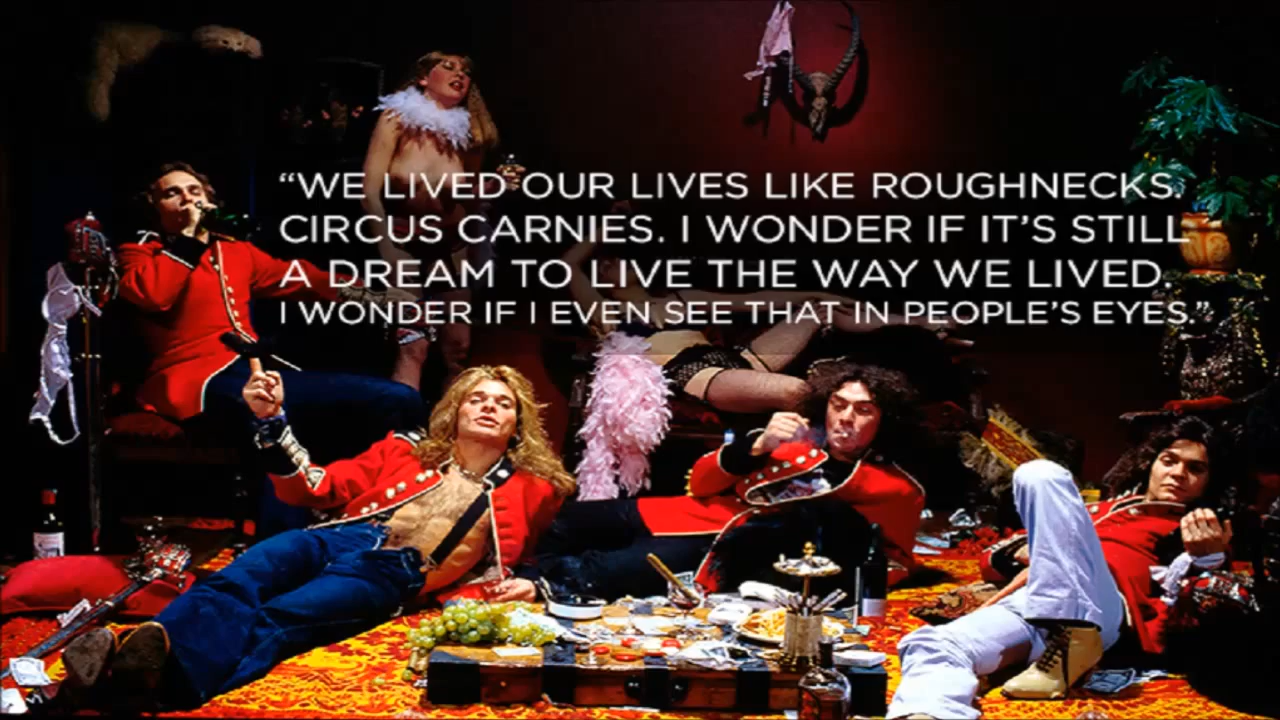 “WE LIVED OUR LIVES LIKE ROUGHNECKS.
CIRCUS CARNIES. I WONDER IF IT’S STILL
A DREAM TO LIVE THE WAY WE LIVED.
I WONDER IF I EVEN SEE THAT IN PEOPLE’S EYES.”